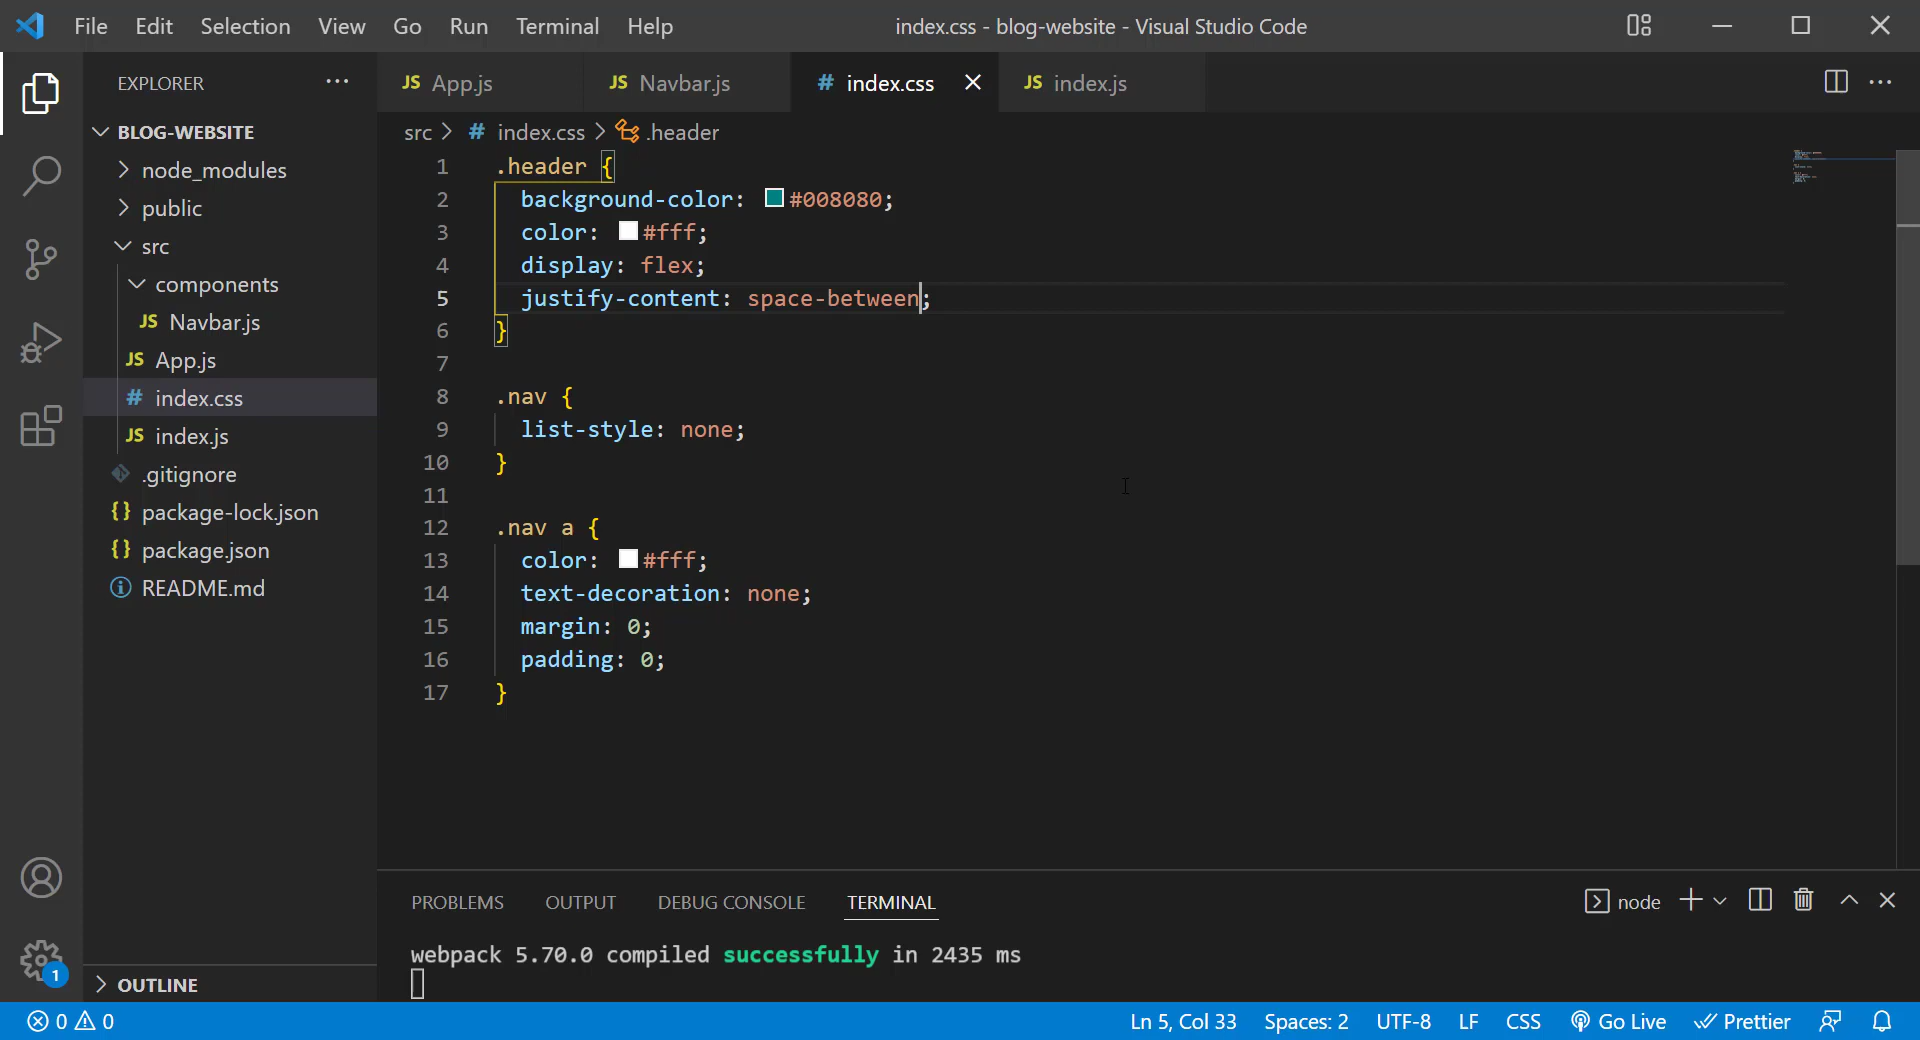 File Edit Selection View Go Run Terminal Help
index.css - blog-website - Visual Studio Code
EXPLORER
BLOG-WEBSITE
node_modules
public
src
components
JS Navbar.js
JS App.js
# index.css
JS index.js
.gitignore
{} package-lock.json
{} package.json
README.md
OUTLINE
1
JS App.js
JS Navbar.js
# index.css
JS index.js
src > # index.css > .header
1 .header {
2 background-color: #008080;
3 color: #fff;
4 display: flex;
5 justify-content: space-between;
6 }
7
8 .nav {
9 list-style: none;
10 }
11
12 .nav a {
13 color: #fff;
14 text-decoration: none;
15 margin: 0;
16 padding: 0;
17 }
PROBLEMS OUTPUT DEBUG CONSOLE TERMINAL
node
webpack 5.70.0 compiled successfully in 2435 ms
0 0
Ln 5, Col 33 Spaces: 2 UTF-8 LF CSS Go Live Prettier